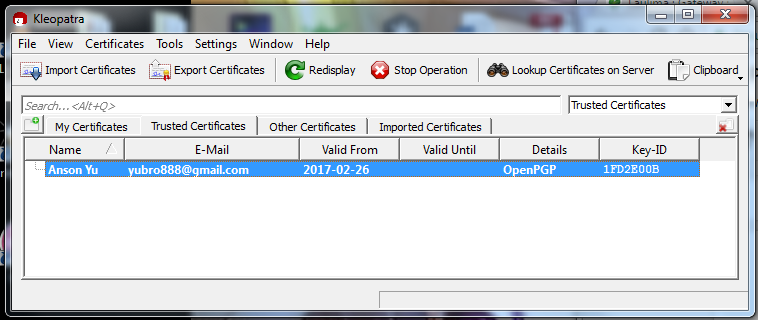 Kleopatra
File View Certificates Tools Settings Window Help
Import Certificates Export Certificates Redisplay Stop Operation Lookup Certificates on Server Clipboard
Search...<Alt+Q> Trusted Certificates
My Certificates Trusted Certificates Other Certificates Imported Certificates
Name E-Mail Valid From Valid Until Details Key-ID
Anson Yu yubro888@gmail.com 2017-02-26 OpenPGP 1FD2E00B